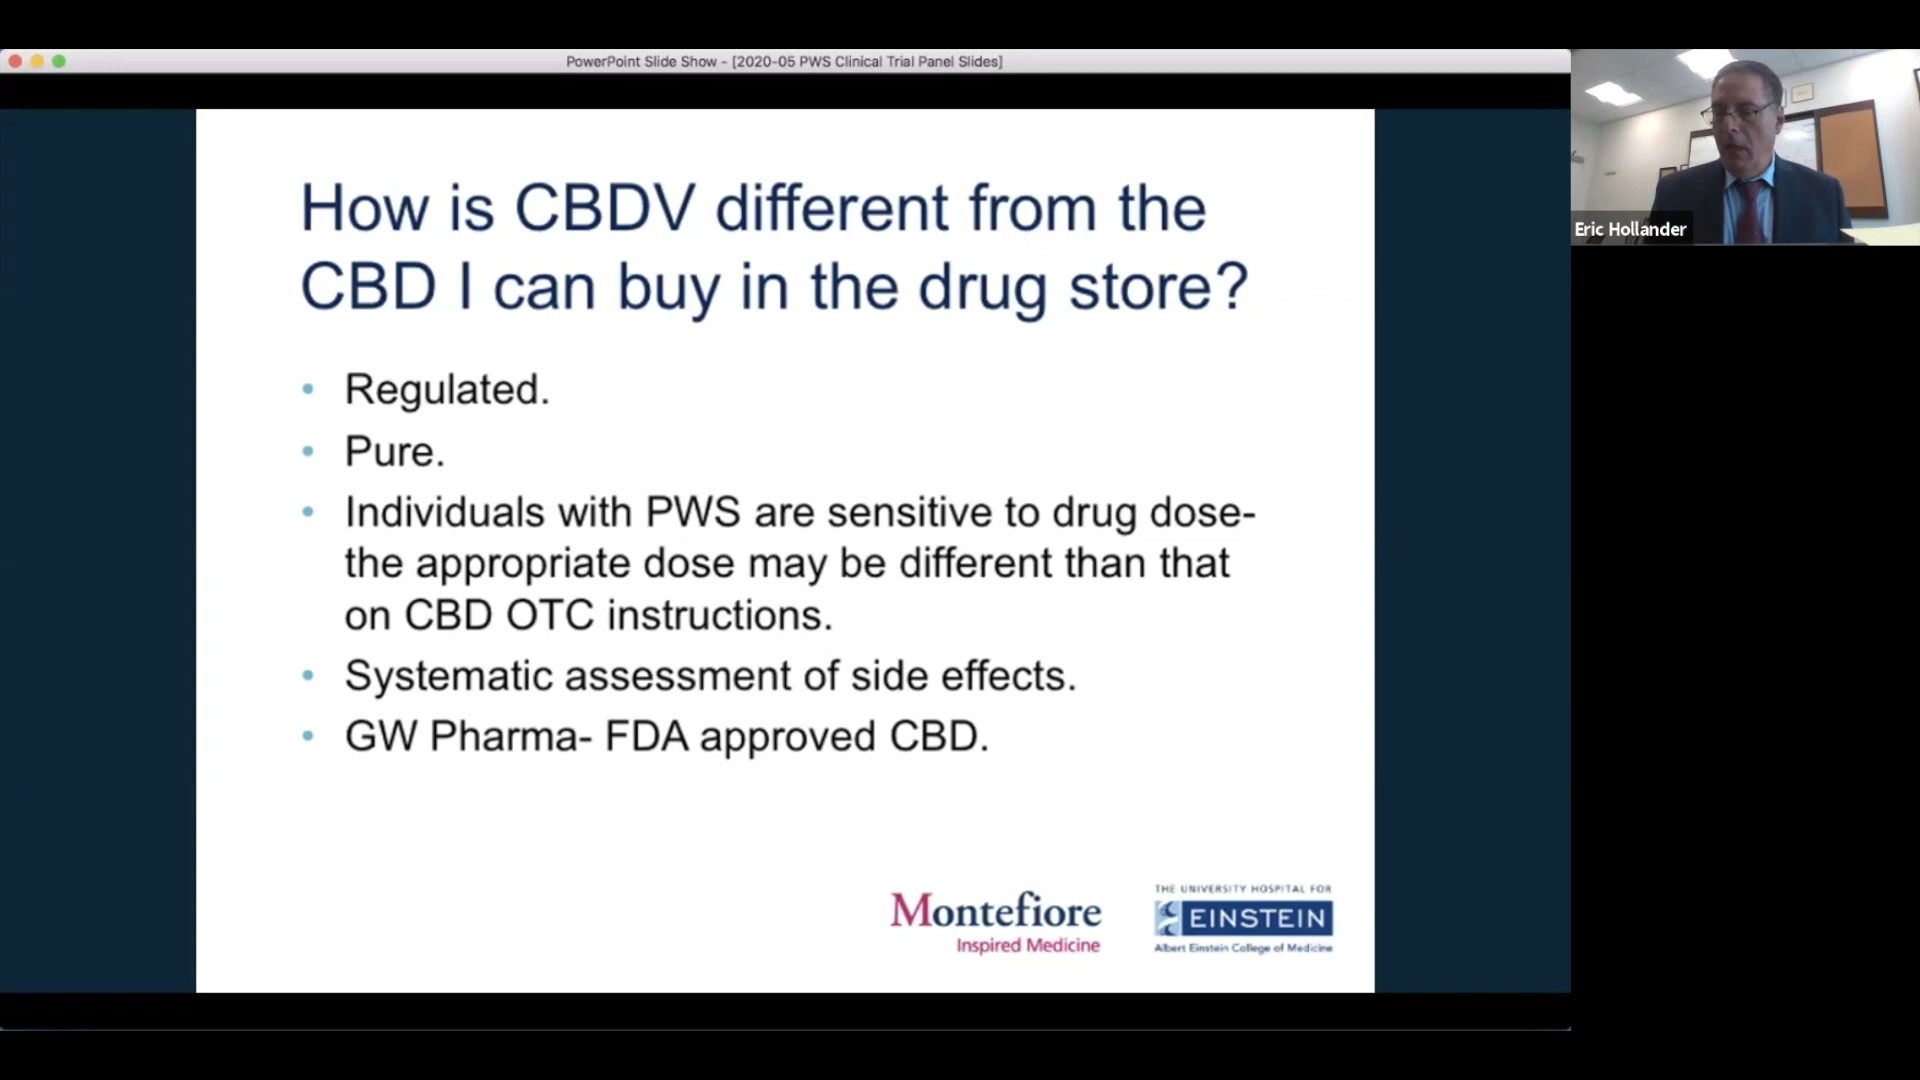 PowerPoint Slide Show - [2020-05 PWS Clinical Trial Panel Slides]
How is CBDV different from the
CBD I can buy in the drug store?
• Regulated.
• Pure.
• Individuals with PWS are sensitive to drug dose-
the appropriate dose may be different than that
on CBD OTC instructions.
• Systematic assessment of side effects.
• GW Pharma- FDA approved CBD.
Montefiore
Inspired Medicine
THE UNIVERSITY HOSPITAL FOR
EINSTEIN
Albert Einstein College of Medicine
Eric Hollander